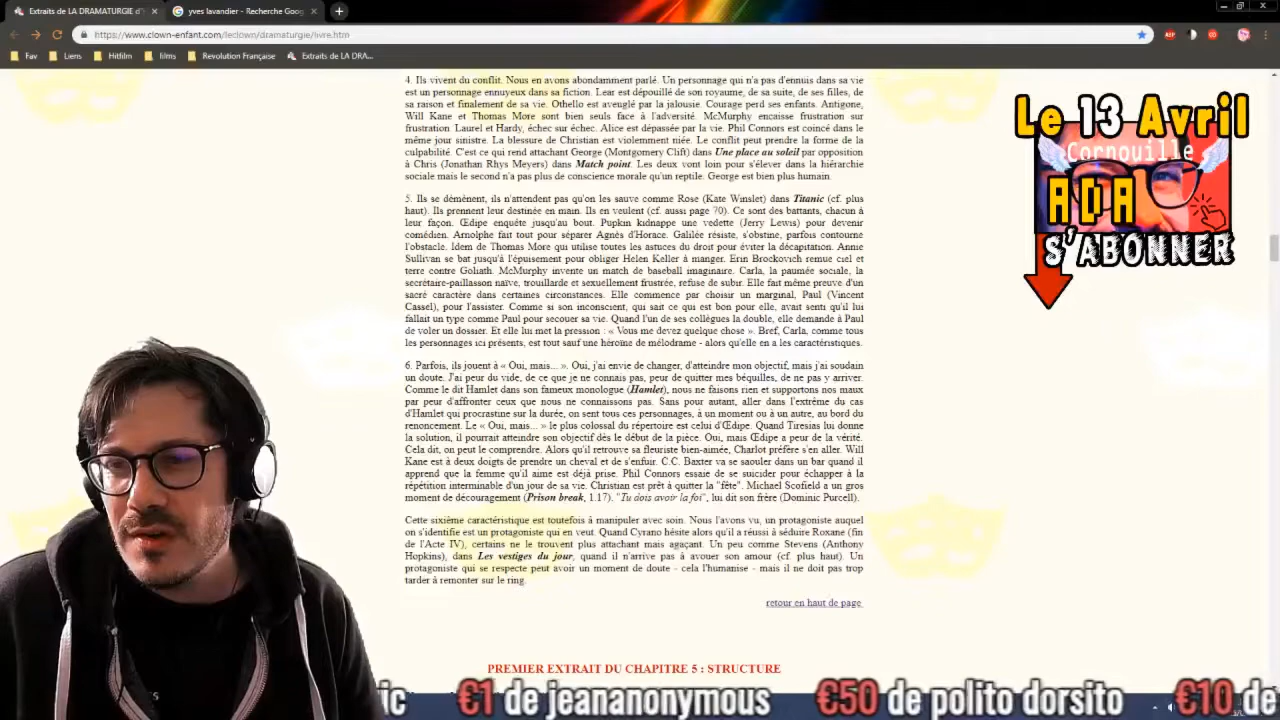 Extraits de LA DRAMATURGIE d'
yves lavandier - Recherche Goog
https://www.clown-enfant.com/leclown/dramaturgie/livre.htm
Fav
Liens
Hitfilm
films
Revolution Française
Extraits de LA DRA...
4. Ils vivent du conflit. Nous en avons abondamment parlé. Un personnage qui n'a pas d'ennuis dans sa vie
est un personnage ennuyeux dans sa fiction. Lear est dépouillé de son royaume, de sa suite, de ses filles, de
sa raison et finalement de sa vie. Othello est aveuglé par la jalousie. Courage perd ses enfants. Antigone,
Will Kane et Thomas More sont bien seuls face à l'adversité. McMurphy encaisse frustration sur
frustration. Laurel et Hardy, échec sur échec. Alice est dépassée par la vie. Phil Connors est coincé dans le
même jour sinistre. La blessure de Christian est violemment niée. Le conflit peut prendre la forme de la
culpabilité. C'est ce qui rend attachant George (Montgomery Clift) dans Une place au soleil par opposition
à Chris (Jonathan Rhys Meyers) dans Match point. Les deux vont loin pour s'élever dans la hiérarchie
sociale mais le second n'a pas plus de conscience morale qu'un reptile. George est bien plus humain.
5. Ils se démènent, ils n'attendent pas qu'on les sauve comme Rose (Kate Winslet) dans Titanic (cf. plus
haut). Ils prennent leur destinée en main. Ils en veulent (cf. aussi page 70). Ce sont des battants, chacun à
leur façon. Œdipe enquête jusqu'au bout. Pupkin kidnappe une vedette (Jerry Lewis) pour devenir
comédien. Arnolphe fait tout pour séparer Agnès d'Horace. Galilée résiste, s'obstine, parfois contourne
l'obstacle. Idem de Thomas More qui utilise toutes les astuces du droit pour éviter la décapitation. Annie
Sullivan se bat jusqu'à l'épuisement pour obliger Helen Keller à manger. Erin Brockovich remue ciel et
terre contre Goliath. McMurphy invente un match de baseball imaginaire. Carla, la paumée sociale, la
secrétaire-paillasson naïve, trouillarde et sexuellement frustrée, refuse de subir. Elle fait même preuve d'un
sacré caractère dans certaines circonstances. Elle commence par choisir un marginal, Paul (Vincent
Cassel), pour l'assister. Comme si son inconscient, qui sait ce qui est bon pour elle, avait senti qu'il lui
fallait un type comme Paul pour secouer sa vie. Quand l'un de ses collègues la double, elle demande à Paul
de voler un dossier. Et elle lui met la pression : « Vous me devez quelque chose ». Bref, Carla, comme tous
les personnages ici présents, est tout sauf une héroïne de mélodrame - alors qu'elle en a les caractéristiques.
6. Parfois, ils jouent à « Oui, mais... ». Oui, j'ai envie de changer, d'atteindre mon objectif, mais j'ai soudain
un doute. J'ai peur du vide, de ce que je ne connais pas, peur de quitter mes béquilles, de ne pas y arriver.
Comme le dit Hamlet dans son fameux monologue (Hamlet), nous ne faisons rien et supportons nos maux
par peur d'affronter ceux que nous ne connaissons pas. Sans pour autant, aller dans l'extrême du cas
d'Hamlet qui procrastine sur la durée, on sent tous ces personnages, à un moment ou à un autre, au bord du
renoncement. Le « Oui, mais... » le plus colossal du répertoire est celui d'Œdipe. Quand Tiresias lui donne
la solution, il pourrait atteindre son objectif dès le début de la pièce. Oui, mais Œdipe a peur de la vérité.
Cela dit, on peut le comprendre. Alors qu'il retrouve sa fleuriste bien-aimée, Charlot préfère s'en aller. Will
Kane est à deux doigts de prendre un cheval et de s'enfuir. C.C. Baxter va se saouler dans un bar quand il
apprend que la femme qu'il aime est déjà prise. Phil Connors essaie de se suicider pour échapper à la
répétition interminable d'un jour de sa vie. Christian est prêt à quitter la "fête". Michael Scofield a un gros
moment de découragement (Prison break, 1.17). "Tu dois avoir la foi", lui dit son frère (Dominic Purcell).
Cette sixième caractéristique est toutefois à manipuler avec soin. Nous l'avons vu, un protagoniste auquel
on s'identifie est un protagoniste qui en veut. Quand Cyrano hésite alors qu'il a réussi à séduire Roxane (fin
de l'Acte IV), certains ne le trouvent plus attachant mais agaçant. Un peu comme Stevens (Anthony
Hopkins), dans Les vestiges du jour, quand il n'arrive pas à avouer son amour (cf. plus haut). Un
protagoniste qui se respecte peut avoir un moment de doute - cela l'humanise - mais il ne doit pas trop
tarder à remonter sur le ring.
retour en haut de page
PREMIER EXTRAIT DU CHAPITRE 5 : STRUCTURE
Le 13 Avril
Cornouille
ADA
S'ABONNER
ic €1 de jeananonymous €50 de polito dorsito €10 de